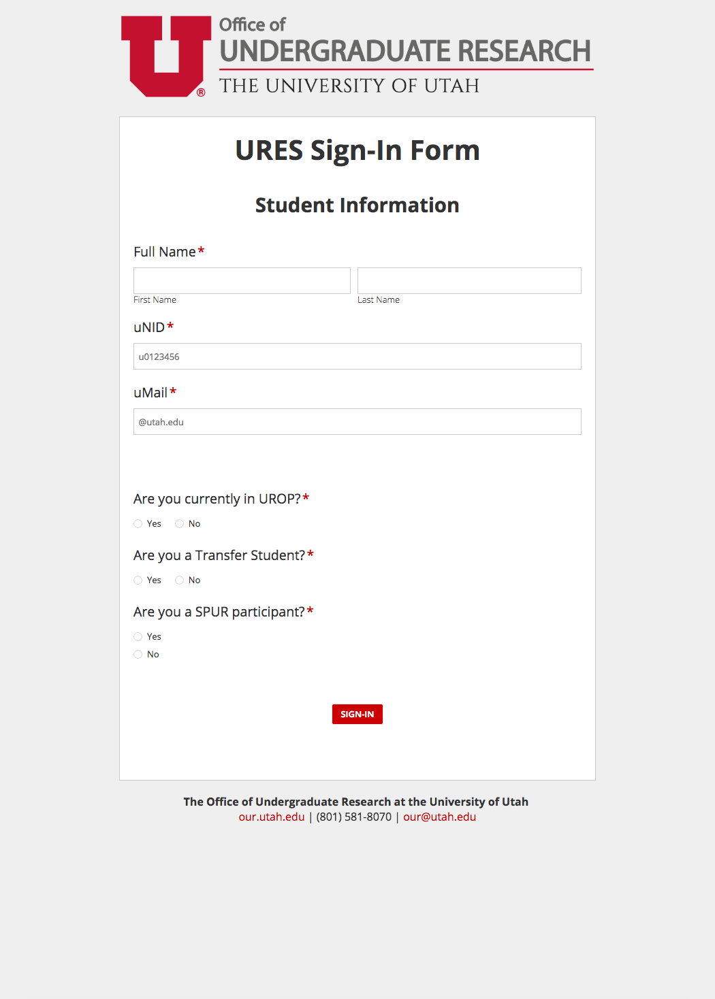 Office of
UNDERGRADUATE RESEARCH
THE UNIVERSITY OF UTAH
®
URES Sign-In Form
Student Information
Full Name*
First Name Last Name
uNID*
u0123456
uMail*
@utah.edu
Are you currently in UROP?*
Yes No
Are you a Transfer Student?*
Yes No
Are you a SPUR participant?*
Yes
No
SIGN-IN
The Office of Undergraduate Research at the University of Utah
our.utah.edu | (801) 581-8070 | our@utah.edu